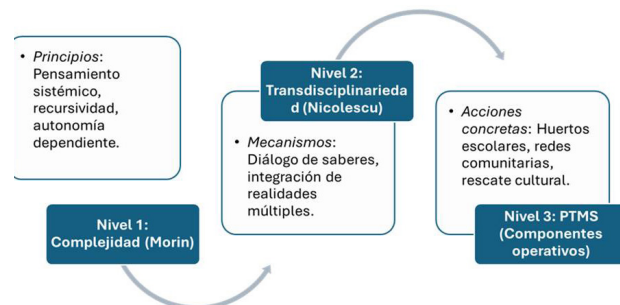 • Principios:
Pensamiento
sistémico,
recursividad,
autonomía
dependiente.
Nivel 1:
Complejidad (Morin)
Nivel 2:
Transdisciplinarieda
d (Nicolescu)
• Mecanismos:
Diálogo de saberes,
integración de
realidades
múltiples.
• Acciones
concretas: Huertos
escolares, redes
comunitarias,
rescate cultural.
Nivel 3: PTMS
(Componentes
operativos)